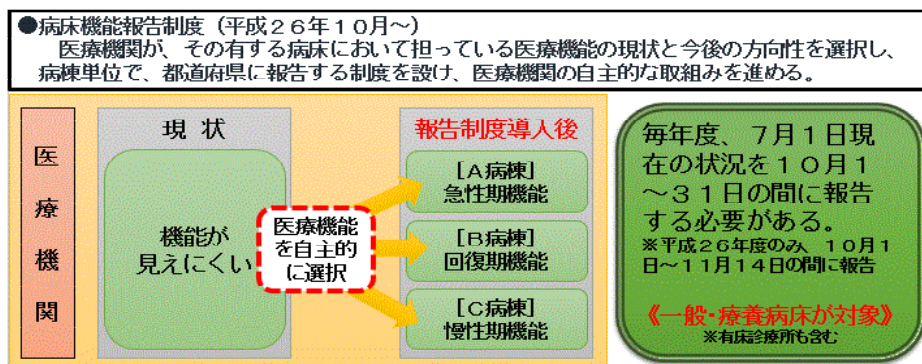 ●病床機能報告制度（平成２６年１０月～）
医療機関が、その有する病床において担っている医療機能の現状と今後の方向性を選択し、
病棟単位で、都道府県に報告する制度を設け、医療機関の自主的な取組みを進める。
医療機関
現状
機能が
見えにくい
医療機能
を自主的
に選択
報告制度導入後
［Ａ病棟］
急性期機能
［Ｂ病棟］
回復期機能
［Ｃ病棟］
慢性期機能
毎年度、７月１日現
在の状況を１０月１
～３１日の間に報告
する必要がある。
※平成２６年度のみ、１０月１
日～１１月１４日の間に報告
《一般・療養病床が対象》
※有床診療所も含む